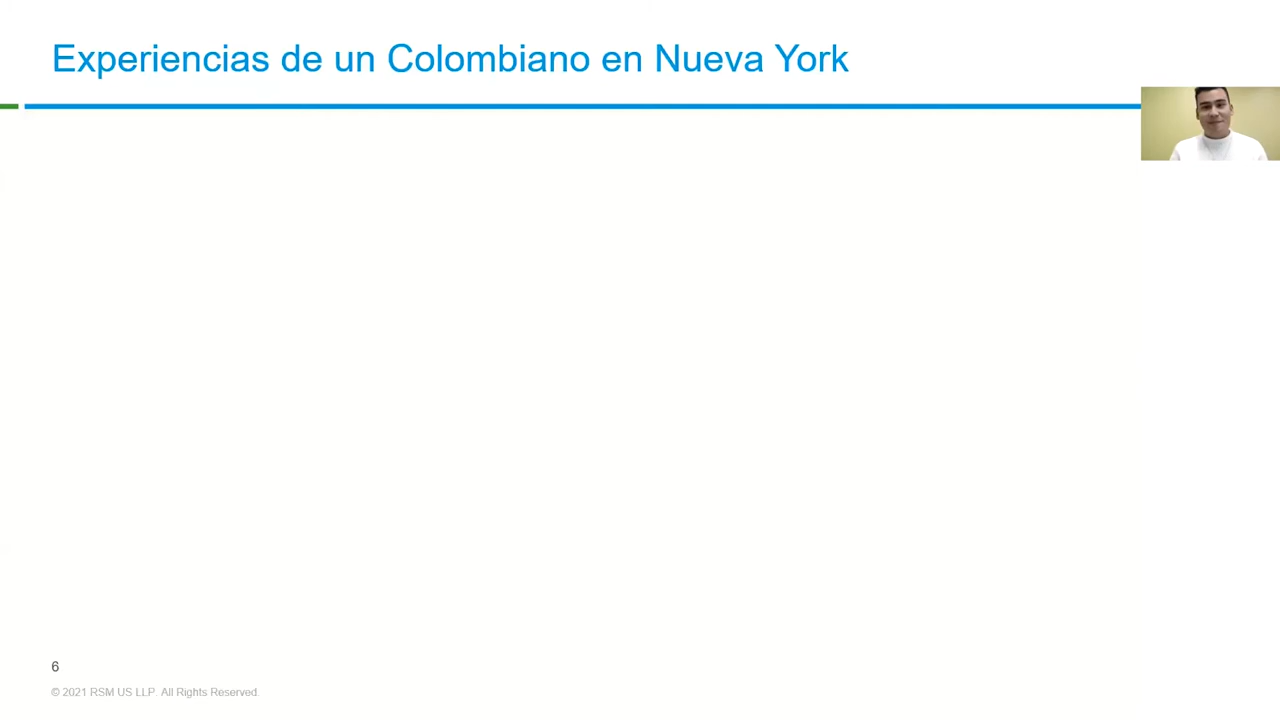 Experiencias de un Colombiano en Nueva York
6
© 2021 RSM US LLP. All Rights Reserved.